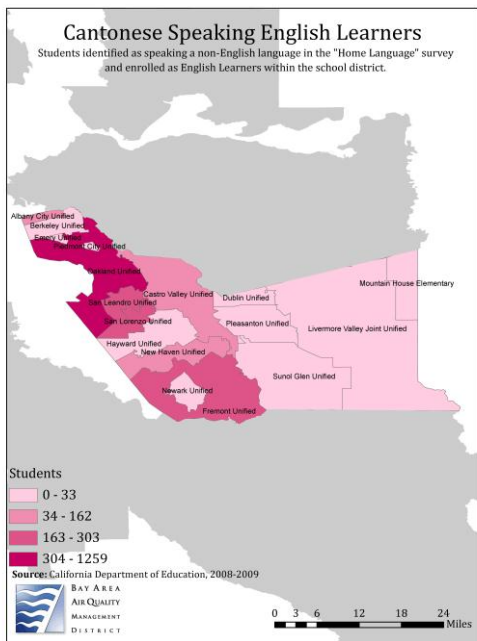 Cantonese Speaking English Learners
Students identified as speaking a non-English language in the "Home Language" survey
and enrolled as English Learners within the school district.
Albany City Unified
Berkeley Unified
Emery Unified
Piedmont City Unified
Oakland Unified
Mountain House Elementary
Castro Valley Unified
Dublin Unified
San Leandro Unified
San Lorenzo Unified
Pleasanton Unified
Livermore Valley Joint Unified
Hayward Unified
New Haven Unified
Sunol Glen Unified
Newark Unified
Fremont Unified
Students
0 - 33
34 - 162
163 - 303
304 - 1259
Source: California Department of Education, 2008-2009
BAY AREA
AIR QUALITY
MANAGEMENT
DISTRICT
0 3 6 12 18 24
Miles